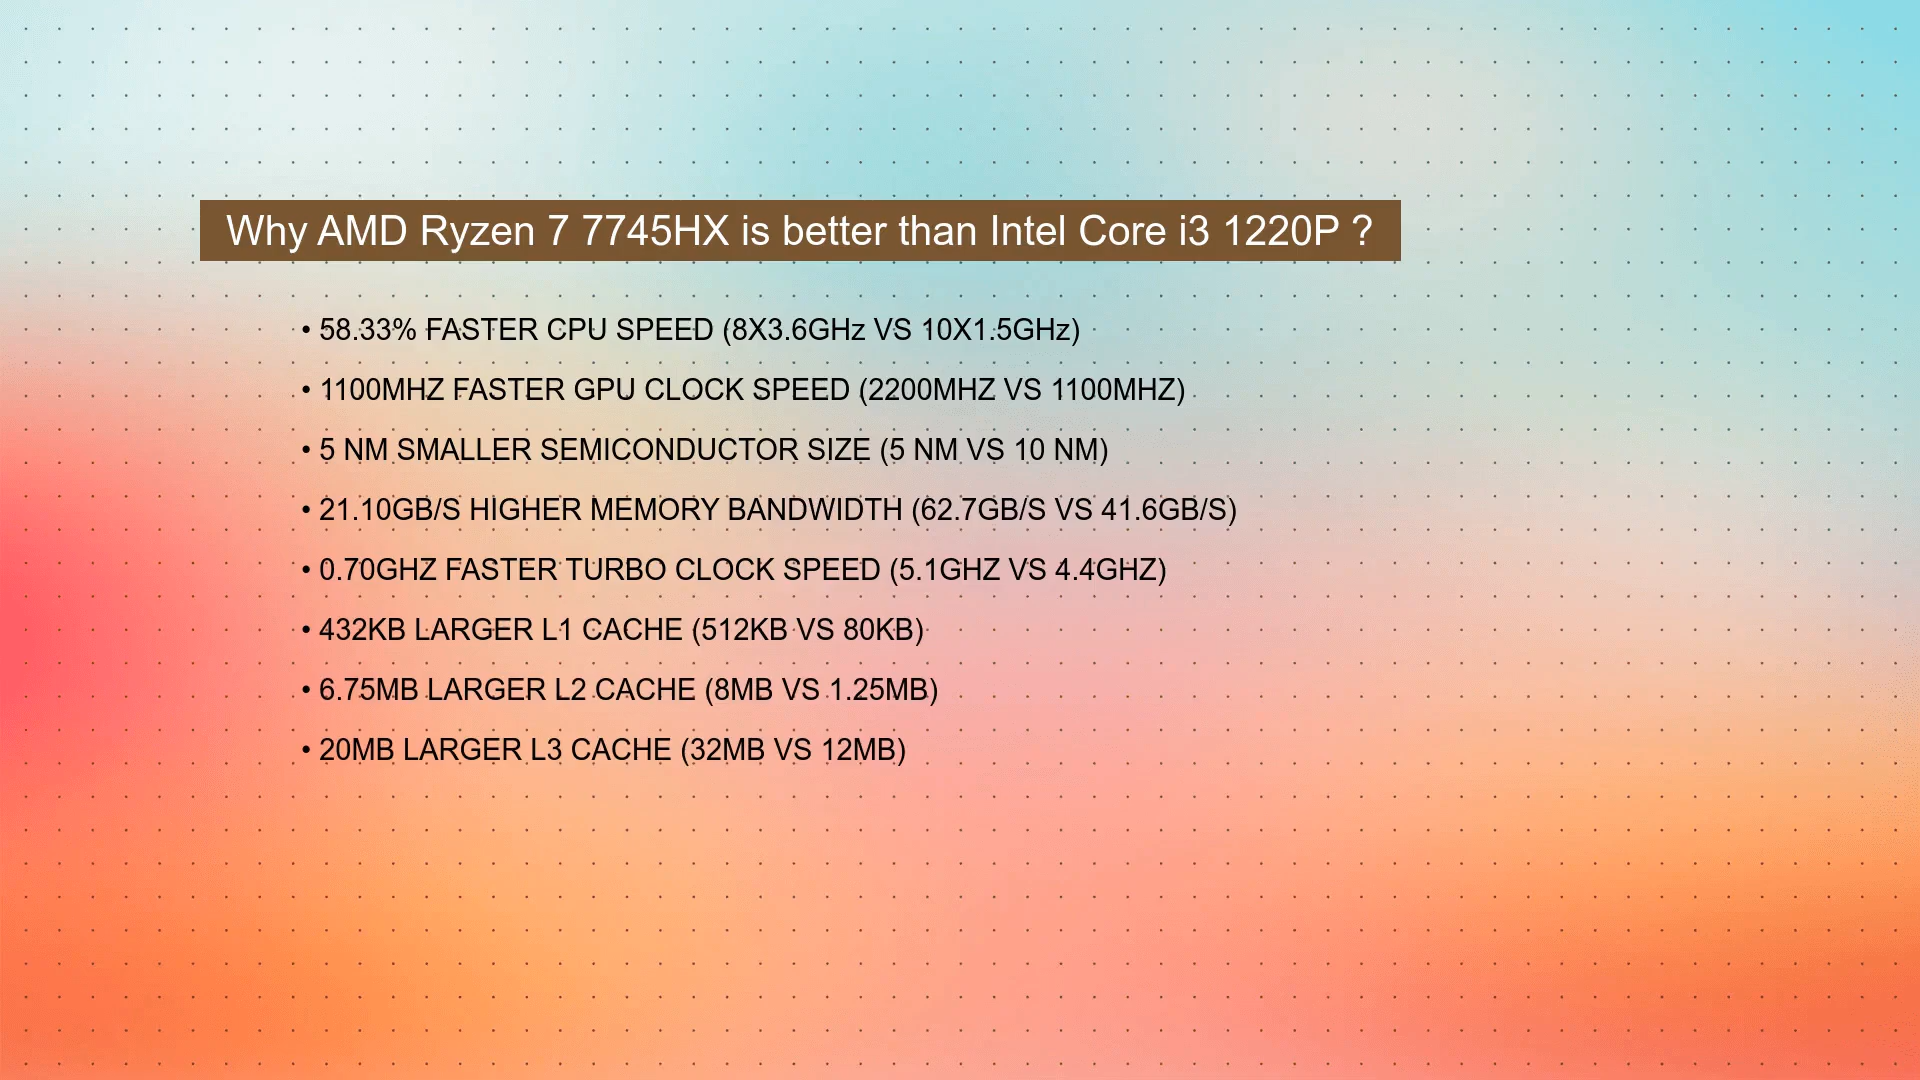 Why AMD Ryzen 7 7745HX is better than Intel Core i3 1220P ?
• 58.33% FASTER CPU SPEED (8X3.6GHz VS 10X1.5GHz)
• 1100MHZ FASTER GPU CLOCK SPEED (2200MHZ VS 1100MHZ)
• 5 NM SMALLER SEMICONDUCTOR SIZE (5 NM VS 10 NM)
• 21.10GB/S HIGHER MEMORY BANDWIDTH (62.7GB/S VS 41.6GB/S)
• 0.70GHZ FASTER TURBO CLOCK SPEED (5.1GHZ VS 4.4GHZ)
• 432KB LARGER L1 CACHE (512KB VS 80KB)
• 6.75MB LARGER L2 CACHE (8MB VS 1.25MB)
• 20MB LARGER L3 CACHE (32MB VS 12MB)